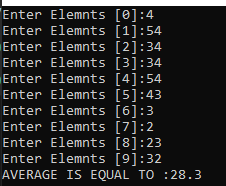 Enter Elemnts [0]:4
Enter Elemnts [1]:54
Enter Elemnts [2]:34
Enter Elemnts [3]:34
Enter Elemnts [4]:54
Enter Elemnts [5]:43
Enter Elemnts [6]:3
Enter Elemnts [7]:2
Enter Elemnts [8]:23
Enter Elemnts [9]:32
AVERAGE IS EQUAL TO :28.3